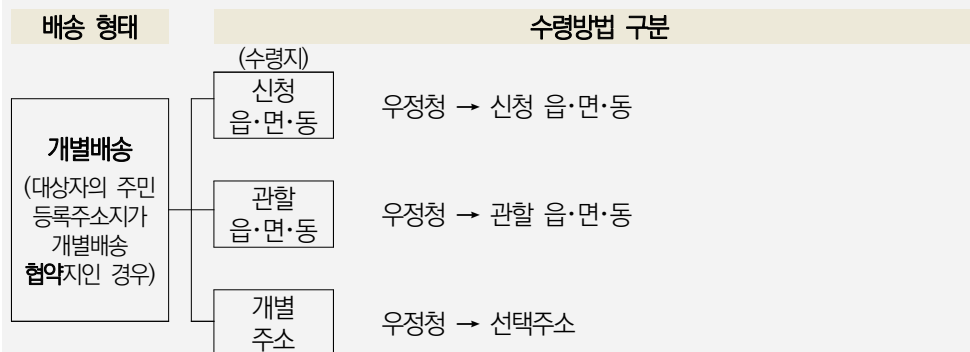 배송 형태
수령방법 구분
(수령지)
신청
읍·면·동
우정청 → 신청 읍·면·동
개별배송
(대상자의 주민
등록주소지가
개별배송
협약지인 경우)
관할
읍·면·동
우정청 → 관할 읍·면·동
개별
주소
우정청 → 선택주소